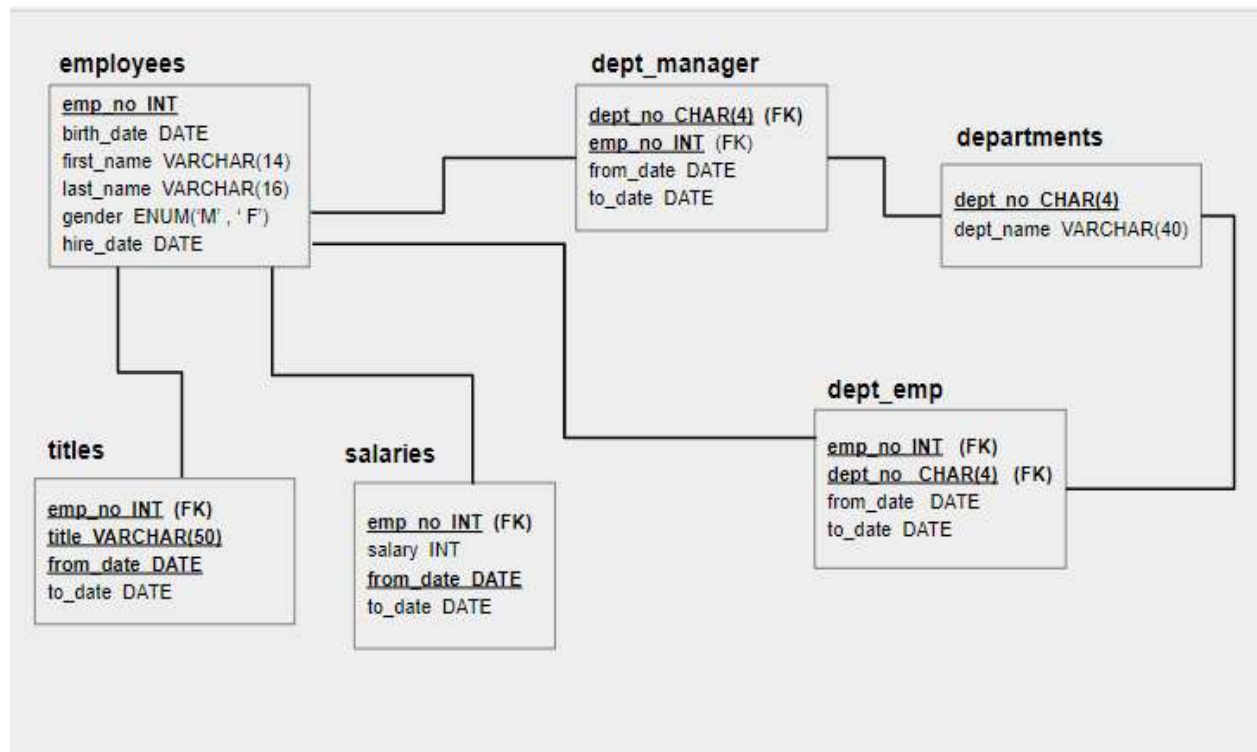 employees
emp_no INT
birth_date DATE
first_name VARCHAR(14)
last_name VARCHAR(16)
gender ENUM(‘M’ , ‘ F’)
hire_date DATE
dept_manager
dept_no CHAR(4) (FK)
emp_no INT (FK)
from_date DATE
to_date DATE
departments
dept_no CHAR(4)
dept_name VARCHAR(40)
dept_emp
emp_no INT (FK)
dept_no CHAR(4) (FK)
from_date DATE
to_date DATE
titles
emp_no INT (FK)
title VARCHAR(50)
from_date DATE
to_date DATE
salaries
emp_no INT (FK)
salary INT
from_date DATE
to_date DATE